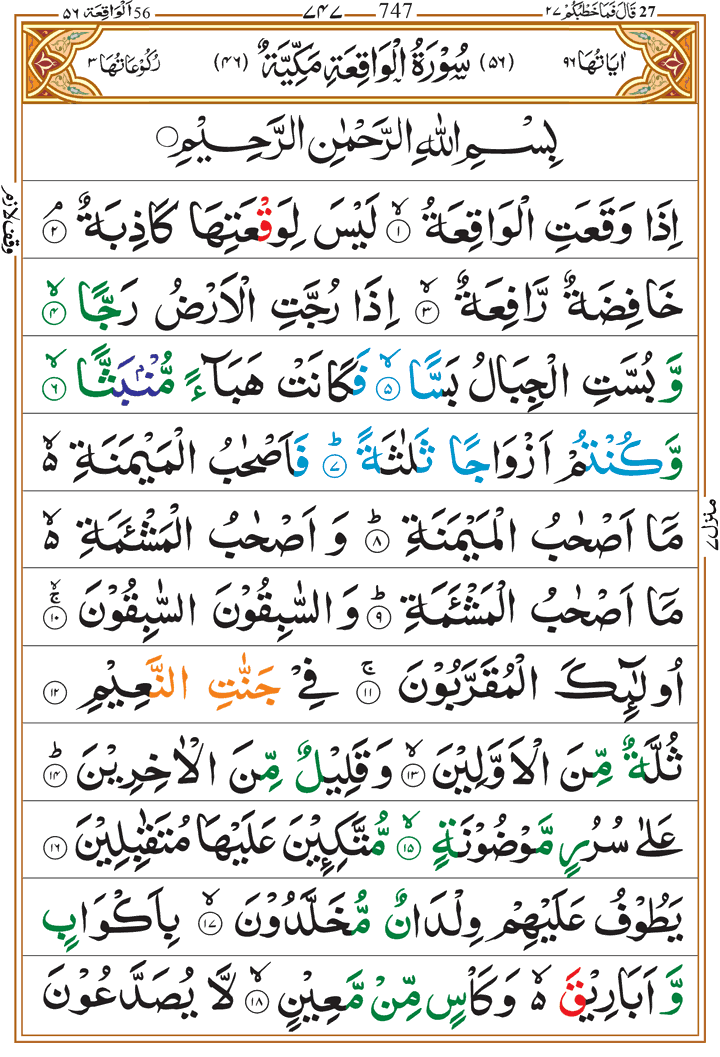 27 قَالَ فَمَا خَطْبُكُمْ ٢٧ 747 ٧٤٧ 56 اَلْوَاقِعَة ٥٦
اٰيَاتُهَا ٩٦ (٥٦) سُوْرَةُ الْوَاقِعَةِ مَكِّيَّةٌ (٤٦) رُكُوْعَاتُهَا ٣
بِسْمِ اللّٰهِ الرَّحْمٰنِ الرَّحِيْمِ
اِذَا وَقَعَتِ الْوَاقِعَةُ ۙ‏ ١ لَيْسَ لِوَقْعَتِهَا كَاذِبَةٌ ۘ‏ ٢
وقف لازم
خَافِضَةٌ رَّافِعَةٌ ۙ‏ ٣ اِذَا رُجَّتِ الْاَرْضُ رَجًّا ۙ‏ ٤
وَّ بُسَّتِ الْجِبَالُ بَسًّا ۙ‏ ٥ فَكَانَتْ هَبَآءً مُّنْۢبَثًّا ۙ‏ ٦
وَّكُنْتُمْ اَزْوَاجًا ثَلٰثَةً ؕ‏ ٧ فَاَصْحٰبُ الْمَيْمَنَةِ ۙ۬
مَاۤ اَصْحٰبُ الْمَيْمَنَةِ ؕ‏ ٨ وَ اَصْحٰبُ الْمَشْـَٔمَةِ ۙ۬
منزل ٧
مَاۤ اَصْحٰبُ الْمَشْـَٔمَةِ ؕ‏ ٩ وَالسّٰبِقُوْنَ السّٰبِقُوْنَ ۚ ۙ‏ ١٠
اُولٰٓئِكَ الْمُقَرَّبُوْنَ ۚ‏ ١١ فِيْ جَنّٰتِ النَّعِيْمِ ١٢
ثُلَّةٌ مِّنَ الْاَوَّلِيْنَ ۙ‏ ١٣ وَقَلِيْلٌ مِّنَ الْاٰخِرِيْنَ ؕ‏ ١٤
عَلٰى سُرُرٍ مَّوْضُوْنَةٍ ۙ‏ ١٥ مُّتَّكِـِٕيْنَ عَلَيْهَا مُتَقٰبِلِيْنَ ١٦
يَطُوْفُ عَلَيْهِمْ وِلْدَانٌ مُّخَلَّدُوْنَ ۙ‏ ١٧ بِاَكْوَابٍ
وَّ اَبَارِيْقَ ۙ۬ وَكَاْسٍ مِّنْ مَّعِيْنٍ ۙ‏ ١٨ لَّا يُصَدَّعُوْنَ